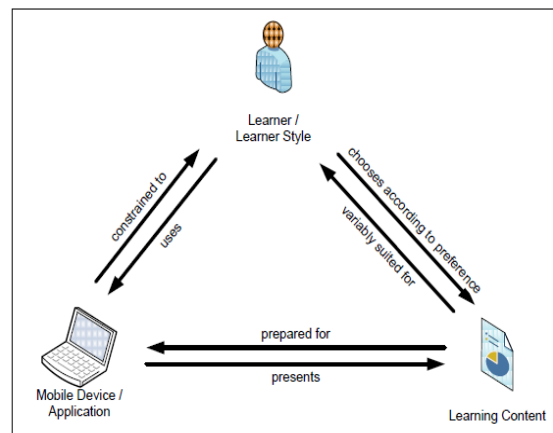 Learner /
Learner Style
constrained to
uses
chooses according to preference
variably suited for
prepared for
presents
Mobile Device /
Application
Learning Content